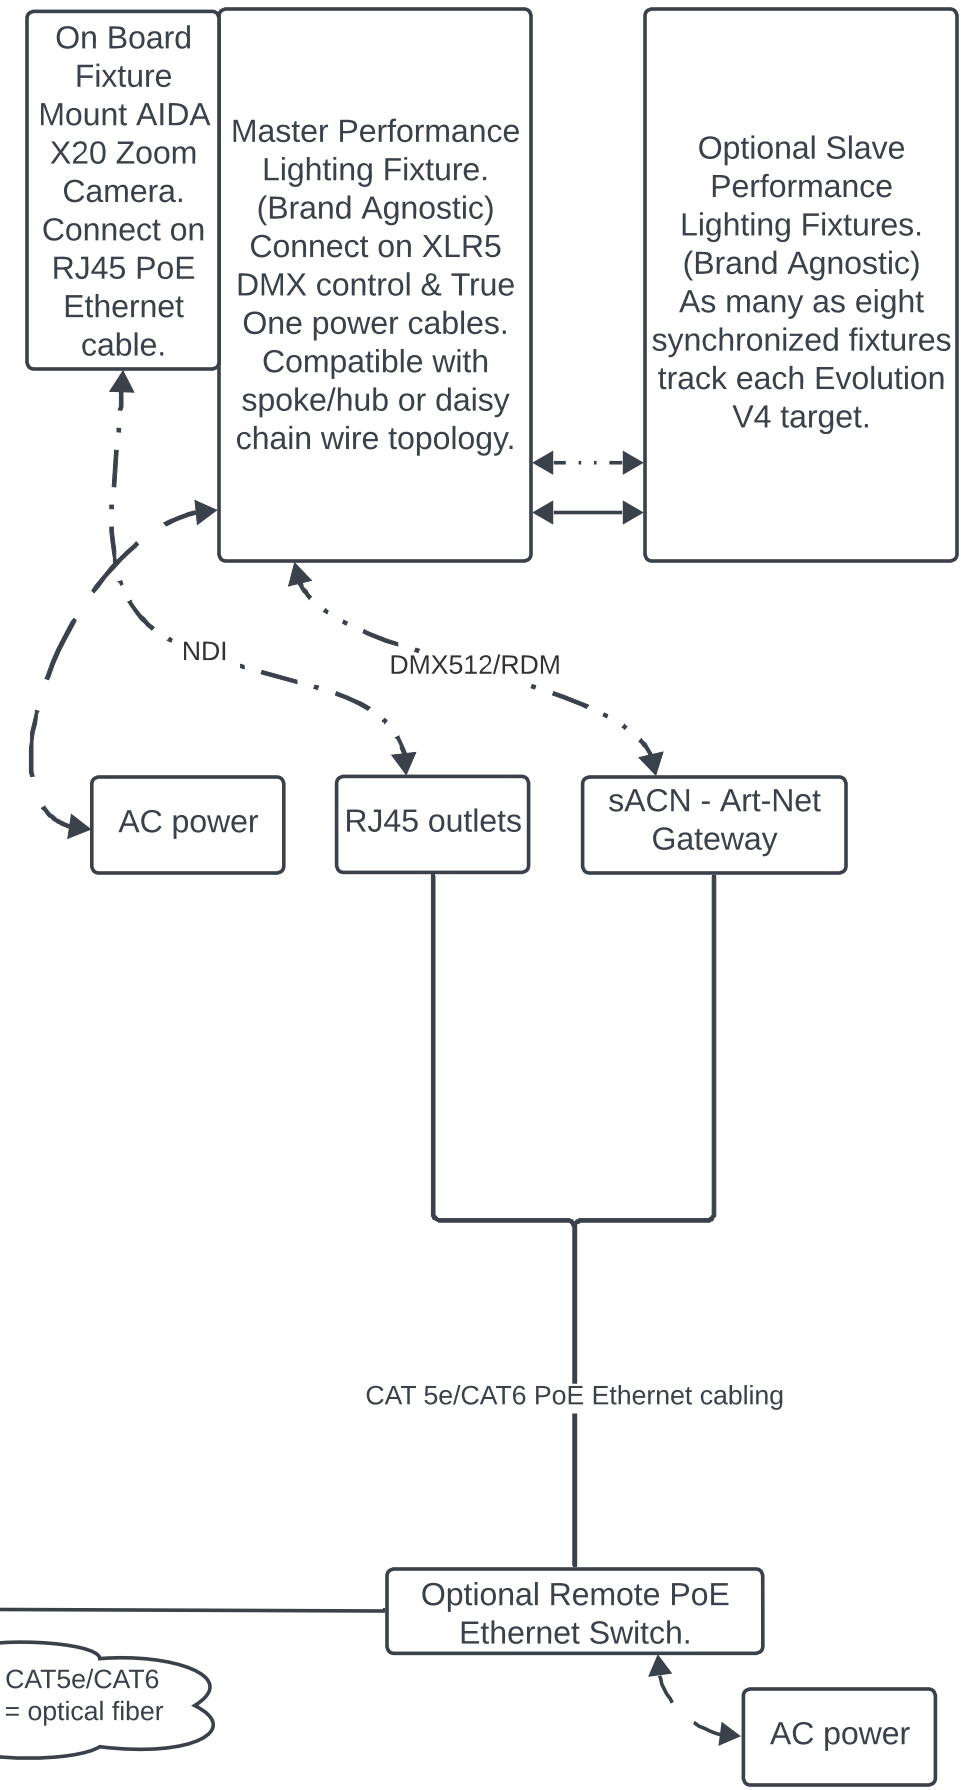 On Board
Fixture
Mount AIDA
X20 Zoom
Camera.
Connect on
RJ45 PoE
Ethernet
cable.
Master Performance
Lighting Fixture.
(Brand Agnostic)
Connect on XLR5
DMX control & True
One power cables.
Compatible with
spoke/hub or daisy
chain wire topology.
Optional Slave
Performance
Lighting Fixtures.
(Brand Agnostic)
As many as eight
synchronized fixtures
track each Evolution
V4 target.
NDI
DMX512/RDM
AC power
RJ45 outlets
sACN - Art-Net
Gateway
CAT 5e/CAT6 PoE Ethernet cabling
Optional Remote PoE
Ethernet Switch.
CAT5e/CAT6
= optical fiber
AC power